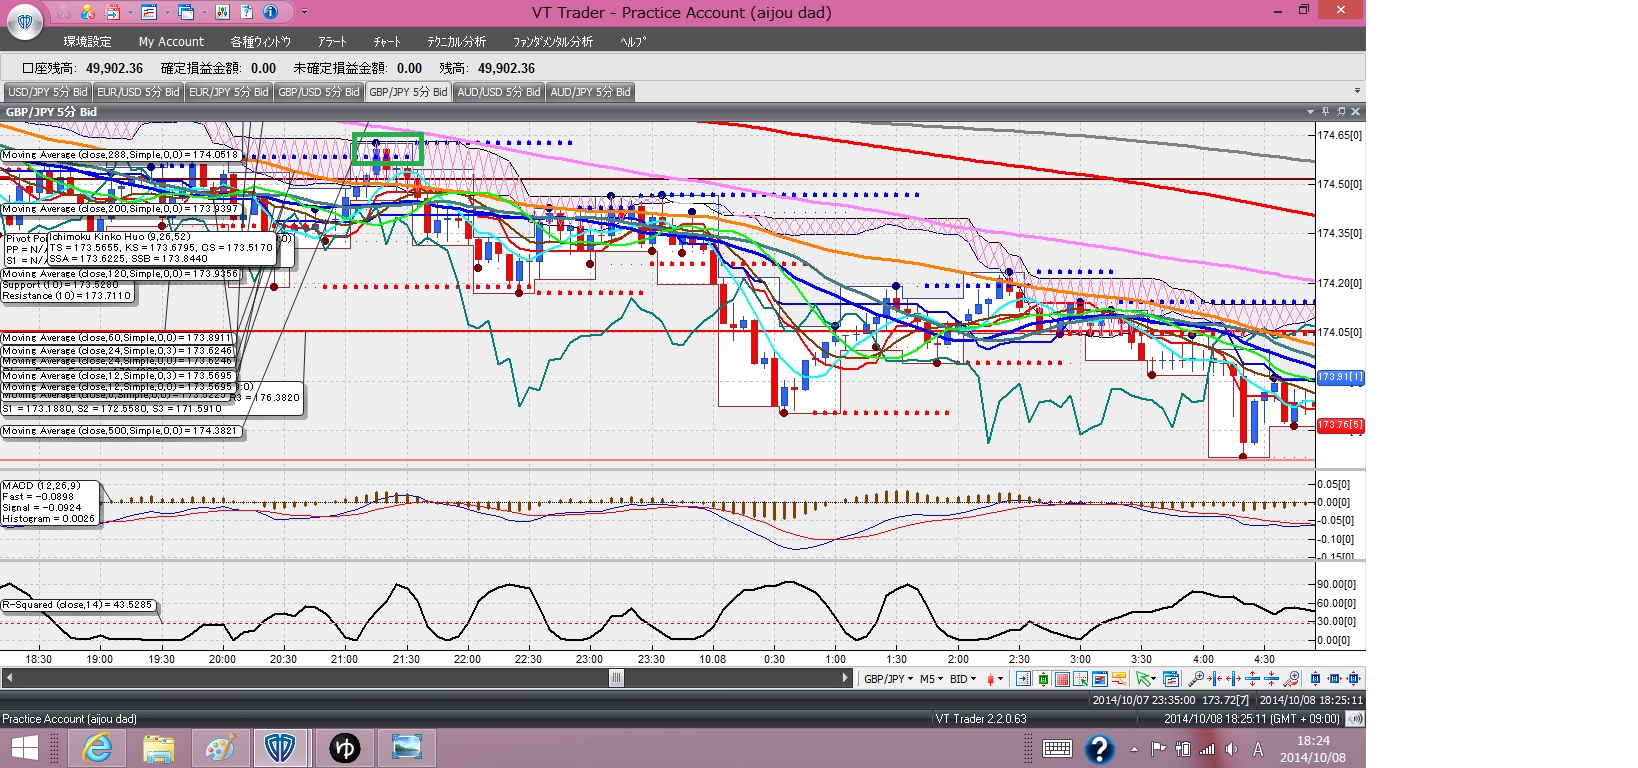 VT Trader - Practice Account (aijou dad)
環境設定 My Account 各種ウィンドウ アラート チャート テクニカル分析 ファンダメンタル分析 ヘルプ
口座残高: 49,902.36 確定損益金額: 0.00 未確定損益金額: 0.00 残高: 49,902.36
USD/JPY 5分 Bid EUR/USD 5分 Bid EUR/JPY 5分 Bid GBP/USD 5分 Bid GBP/JPY 5分 Bid AUD/USD 5分 Bid AUD/JPY 5分 Bid
GBP/JPY 5分 Bid
174.65[0]
Moving Average (close,288,Simple,0,0) = 174.0518
174.50[0]
Moving Average (close,200,Simple,0,0) = 173.9397
174.35[0]
Pivot Poi
Ichimoku Kinko Huo (9,26,52)
PP = N/
TS = 173.5655, KS = 173.6795, CS = 173.5170
S1 = N/
SSA = 173.6225, SSB = 173.8440
Moving Average (close,120,Simple,0,0) = 173.9356
174.20[0]
Support (10) = 173.5280
Resistance (10) = 173.7110
174.05[0]
Moving Average (close,60,Simple,0,0) = 173.8911
Moving Average (close,24,Simple,0,3) = 173.6246
Moving Average (close,24,Simple,0,0) = 173.6246
Moving Average (close,12,Simple,0,3) = 173.5695
173.91[1]
Moving Average (close,12,Simple,0,0) = 173.5695
R3 = 176.3820
S1 = 173.1880, S2 = 172.5580, S3 = 171.5910
173.76[5]
Moving Average (close,500,Simple,0,0) = 174.3821
MACD (12,26,9)
Fast = -0.0898
Signal = -0.0924
Histogram = 0.0026
0.05[0]
0.00[0]
-0.05[0]
-0.10[0]
-0.15[0]
R-Squared (close,14) = 43.5285
90.00[0]
60.00[0]
30.00[0]
0.00[0]
18:30 19:00 19:30 20:00 20:30 21:00 21:30 22:00 22:30 23:00 23:30 10.08 0:30 1:00 1:30 2:00 2:30 3:00 3:30 4:00 4:30
GBP/JPY M5 BID
2014/10/07 23:35:00 173.72[7] 2014/10/08 18:25:11
Practice Account (aijou dad) VT Trader 2.2.0.63 2014/10/08 18:25:11 (GMT + 09:00)
ゆ A 18:24
2014/10/08